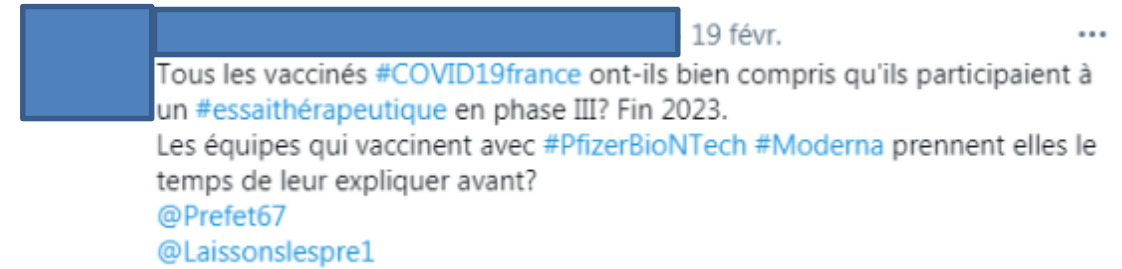 19 févr.
Tous les vaccinés #COVID19france ont-ils bien compris qu'ils participaient à
un #essaithérapeutique en phase III? Fin 2023.
Les équipes qui vaccinent avec #PfizerBioNTech #Moderna prennent elles le
temps de leur expliquer avant?
@Prefet67
@Laissonslespre1